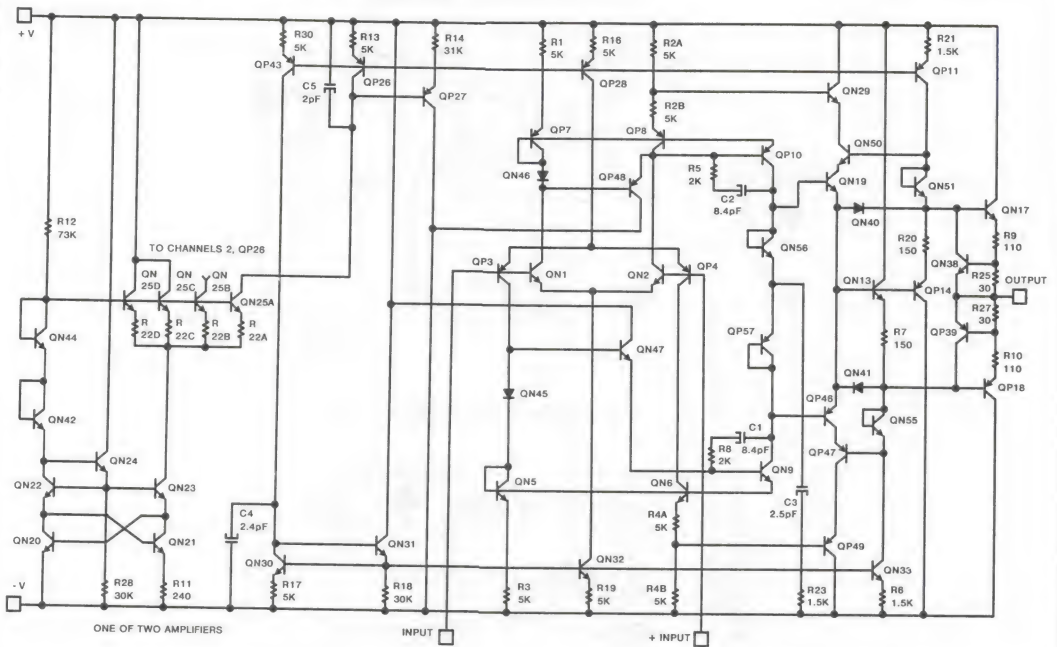 + V
R30
5K
R13
5K
R14
31K
R1
5K
R16
5K
R2A
5K
R21
1.5K
QP43
QP26
QP28
QP11
C5
2pF
QP27
QN29
R2B
5K
QP7
QP8
QP10
QN50
QN46
QP48
R5
2K
C2
8.4pF
QN19
QN51
QN40
QN17
R12
73K
TO CHANNELS 2, QP26
QN
25D
QN
25C
QN
25B
QN25A
QP3
QN1
QN2
QP4
QN56
R20
150
R9
110
QN38
R25
30
OUTPUT
QN13
QP14
R27
30
R
22D
R
22C
R
22B
R
22A
QN44
QN47
QP57
R7
150
QP39
R10
110
QN45
QN41
QP18
QN42
QP46
QN55
C1
8.4pF
R8
2K
QP47
QN24
QN22
QN23
QN5
QN6
QN9
C3
2.5pF
R4A
5K
C4
2.4pF
QN20
QN21
QN31
QP49
QN30
QN32
QN33
- V
R28
30K
R11
240
R17
5K
R18
30K
R3
5K
R19
5K
R4B
5K
R23
1.5K
R6
1.5K
ONE OF TWO AMPLIFIERS
INPUT
+ INPUT